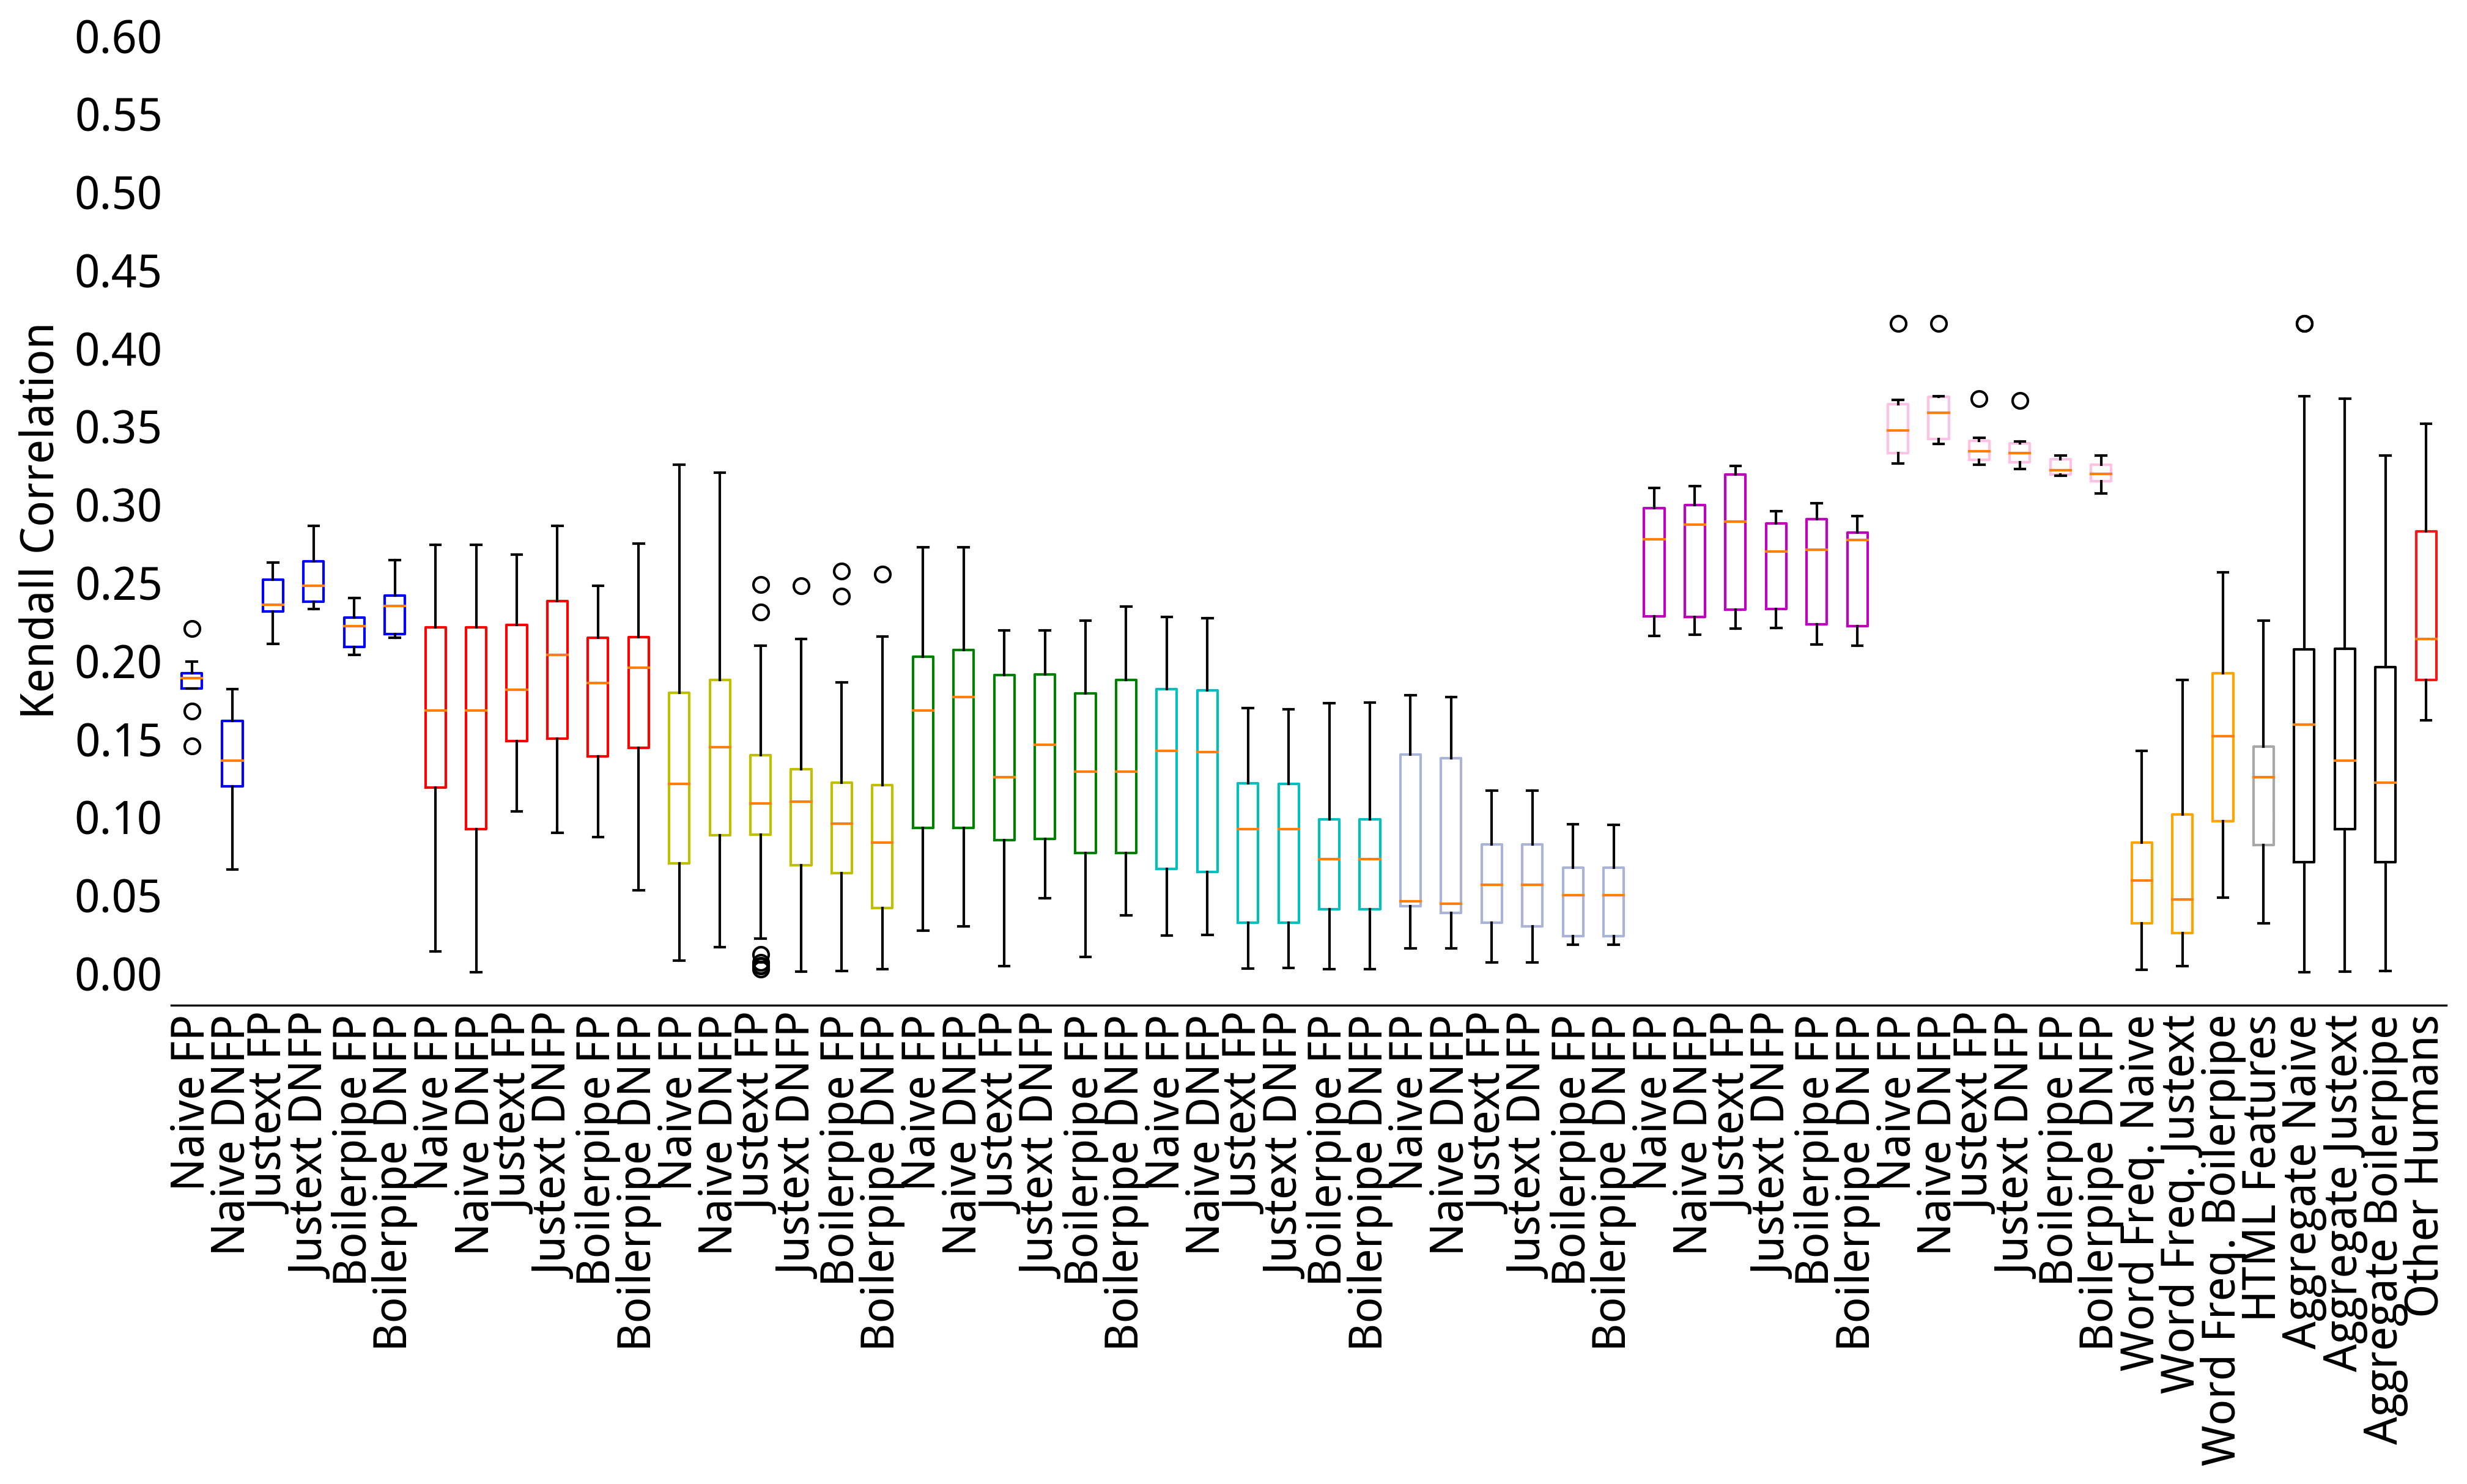 0.60
0.55
0.50
0.45
0.40
0.35
0.30
0.25
0.20
0.15
0.10
0.05
0.00
Kendall Correlation
Naive FP
Naive DNFP
Justext FP
Justext DNFP
Boilerpipe FP
Boilerpipe DNFP
Naive FP
Naive DNFP
Justext FP
Justext DNFP
Boilerpipe FP
Boilerpipe DNFP
Naive FP
Naive DNFP
Justext FP
Justext DNFP
Boilerpipe FP
Boilerpipe DNFP
Naive FP
Naive DNFP
Justext FP
Justext DNFP
Boilerpipe FP
Boilerpipe DNFP
Naive FP
Naive DNFP
Justext FP
Justext DNFP
Boilerpipe FP
Boilerpipe DNFP
Naive FP
Naive DNFP
Justext FP
Justext DNFP
Boilerpipe FP
Boilerpipe DNFP
Naive FP
Naive DNFP
Justext FP
Justext DNFP
Boilerpipe FP
Boilerpipe DNFP
Naive FP
Naive DNFP
Justext FP
Justext DNFP
Boilerpipe FP
Boilerpipe DNFP
Word Freq. Naive
Word Freq. Justext
Word Freq. Boilerpipe
HTML Features
Aggregate Naive
Aggregate Justext
Aggregate Boilerpipe
Other Humans